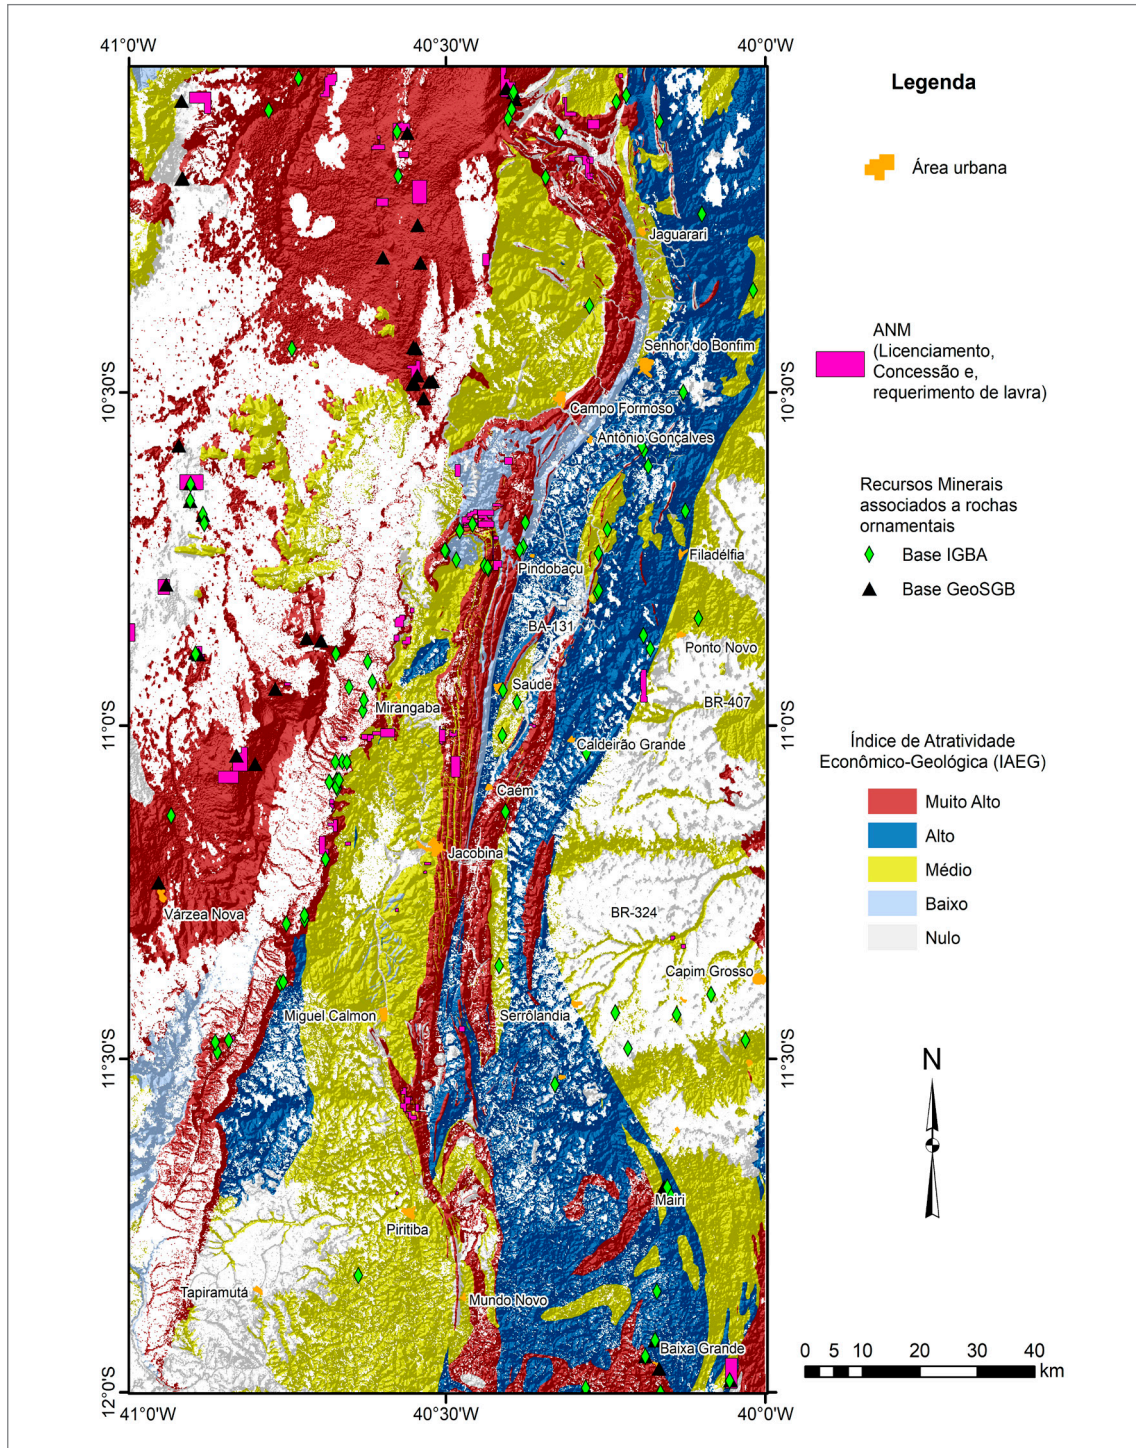 41°0'W
40°30'W
40°0'W
10°30'S
11°0'S
11°30'S
12°0'S
10°30'S
11°0'S
11°30'S
12°0'S
41°0'W
40°30'W
40°0'W
Jaguarari
Senhor do Bonfim
Campo Formoso
Antônio Gonçalves
Filadélfia
Pindobaçu
BA-131
Ponto Novo
Saúde
BR-407
Mirangaba
Caldeirão Grande
Caém
Jacobina
Várzea Nova
BR-324
Capim Grosso
Miguel Calmon
Serrôlandia
Mairi
Piritiba
Tapiramutá
Mundo Novo
Baixa Grande
Legenda
Área urbana
ANM
(Licenciamento,
Concessão e,
requerimento de lavra)
Recursos Minerais
associados a rochas
ornamentais
Base IGBA
Base GeoSGB
Índice de Atratividade
Econômico-Geológica (IAEG)
Muito Alto
Alto
Médio
Baixo
Nulo
N
0 5 10 20 30 40
km